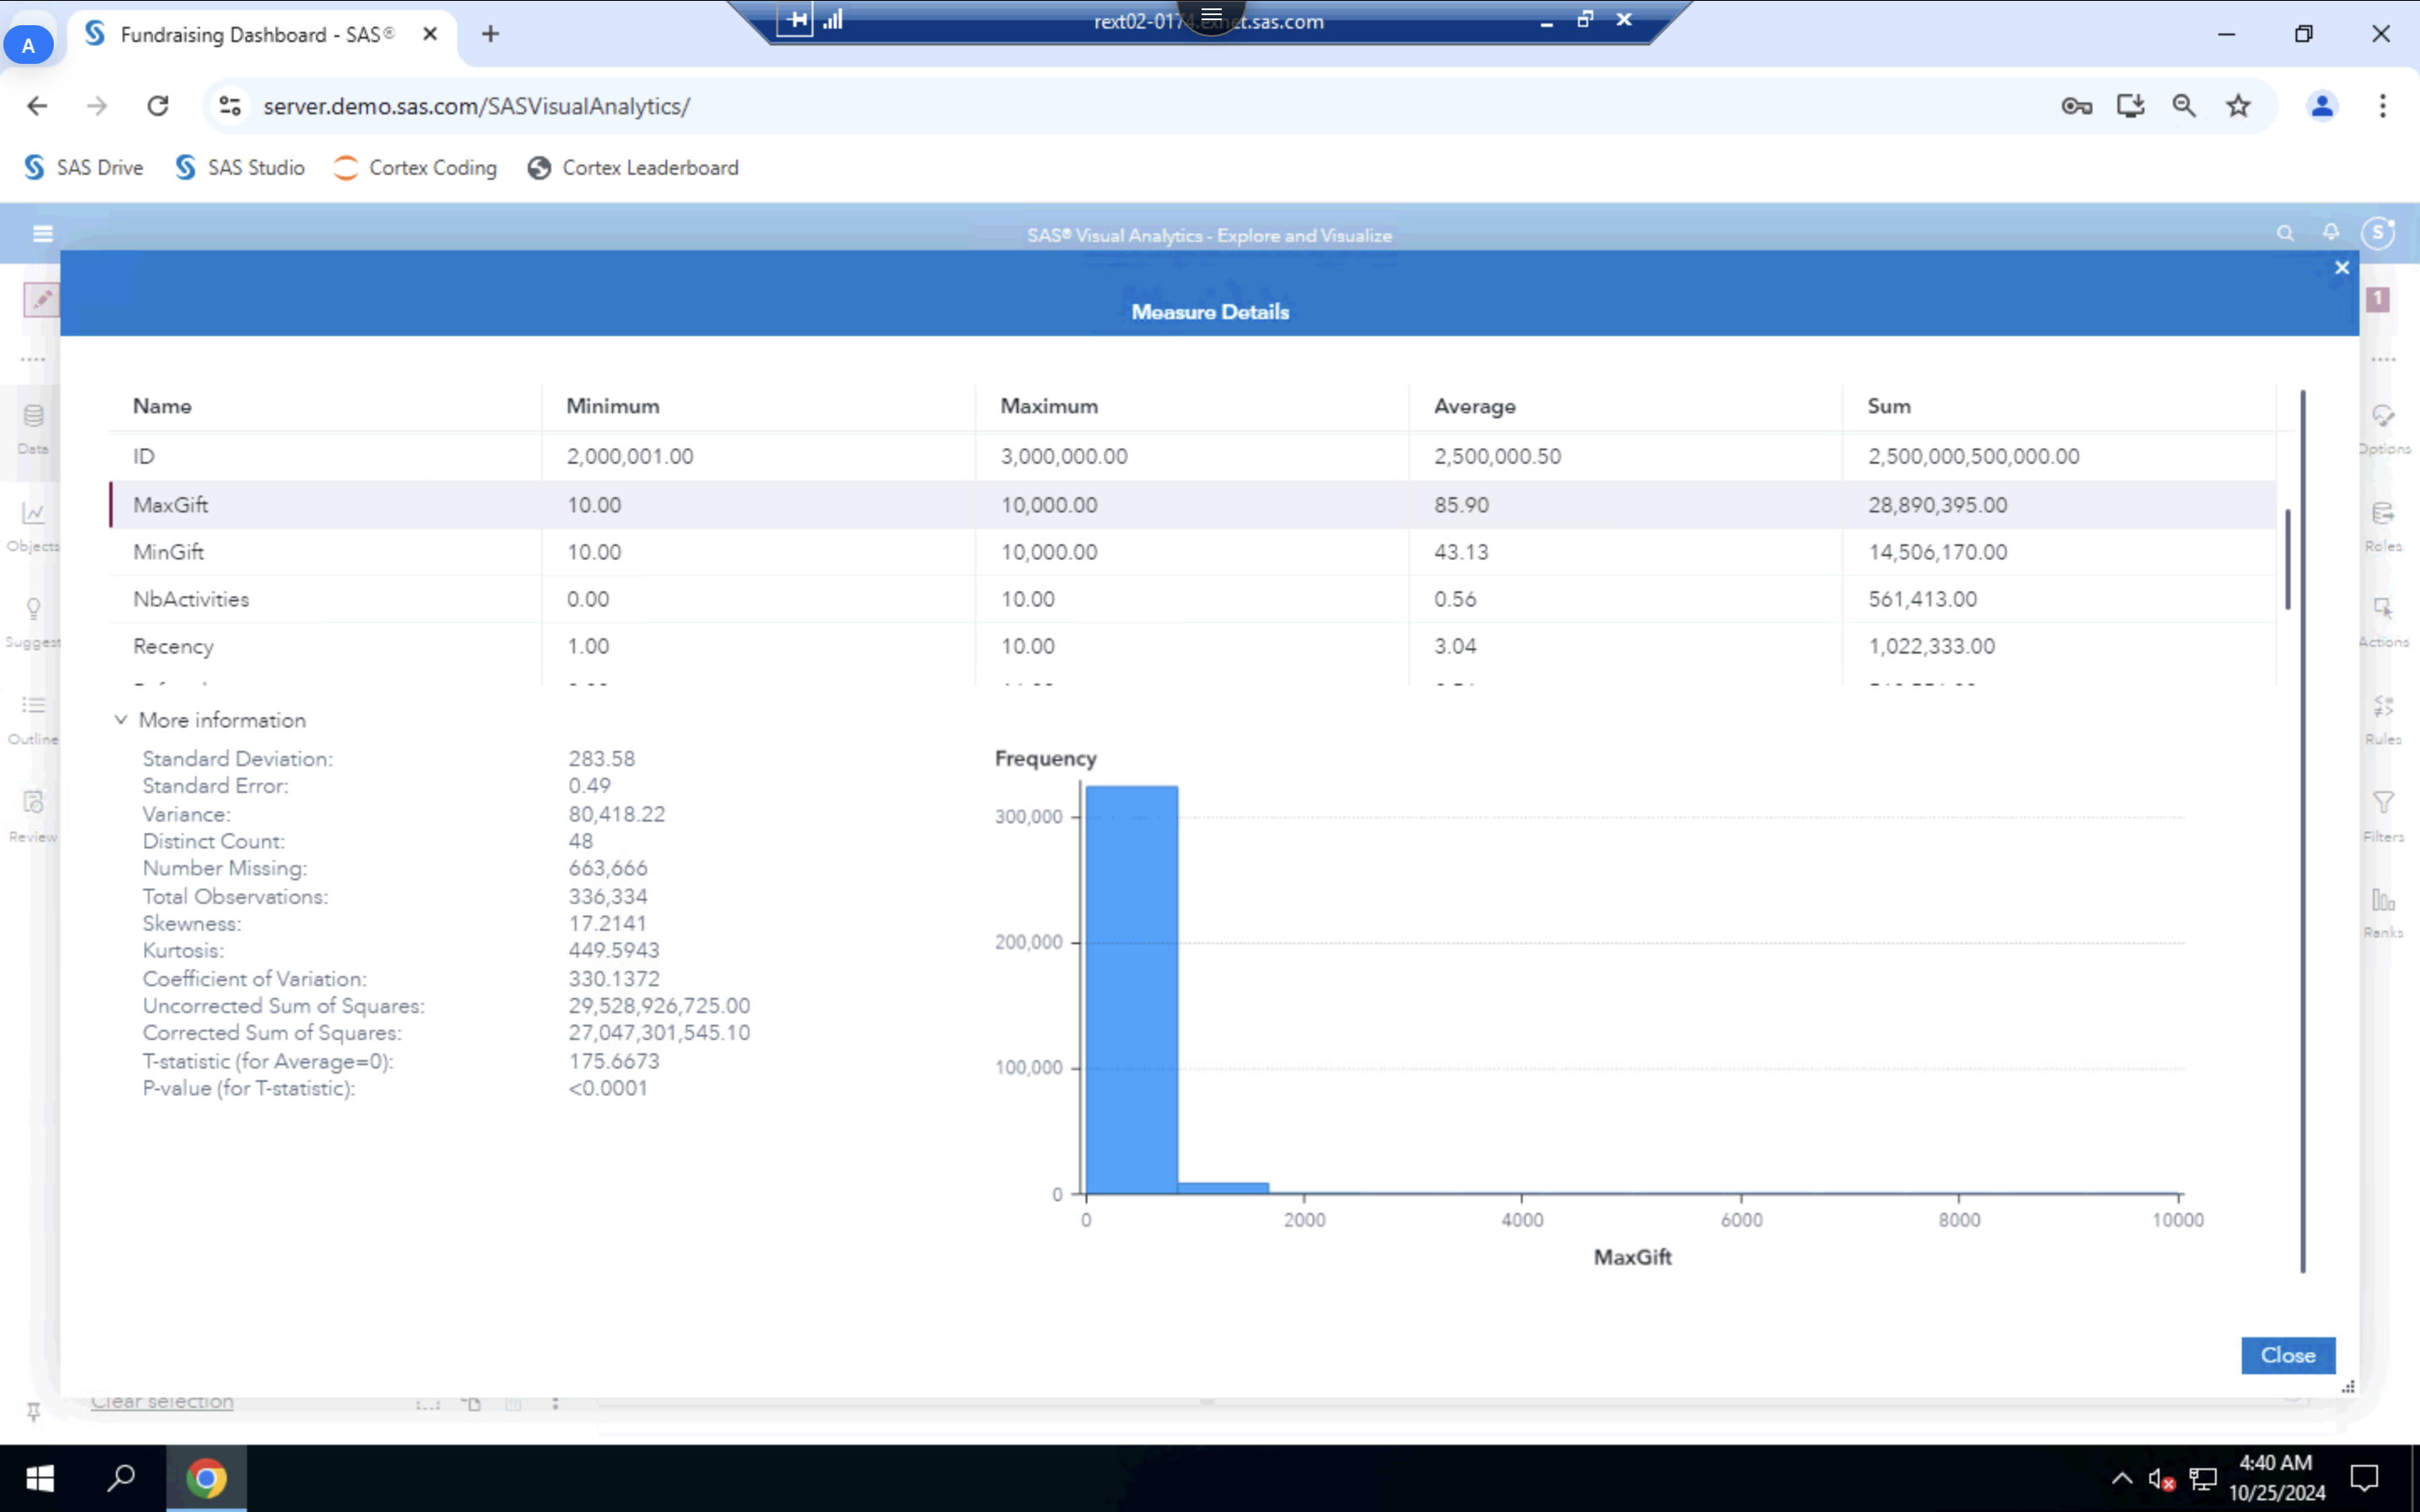 A
Fundraising Dashboard - SAS®
rext02-0174.exnet.sas.com
server.demo.sas.com/SASVisualAnalytics/
SAS Drive SAS Studio Cortex Coding Cortex Leaderboard
SAS® Visual Analytics - Explore and Visualize
S
Measure Details
1
Name Minimum Maximum Average Sum
ID 2,000,001.00 3,000,000.00 2,500,000.50 2,500,000,500,000.00
MaxGift 10.00 10,000.00 85.90 28,890,395.00
MinGift 10.00 10,000.00 43.13 14,506,170.00
NbActivities 0.00 10.00 0.56 561,413.00
Recency 1.00 10.00 3.04 1,022,333.00
Data
Objects
Suggest
Outline
Review
Options
Roles
Actions
Rules
Filters
Ranks
More information
Standard Deviation: 283.58
Standard Error: 0.49
Variance: 80,418.22
Distinct Count: 48
Number Missing: 663,666
Total Observations: 336,334
Skewness: 17.2141
Kurtosis: 449.5943
Coefficient of Variation: 330.1372
Uncorrected Sum of Squares: 29,528,926,725.00
Corrected Sum of Squares: 27,047,301,545.10
T-statistic (for Average=0): 175.6673
P-value (for T-statistic): <0.0001
Frequency
300,000
200,000
100,000
0
0 2000 4000 6000 8000 10000
MaxGift
Close
Clear selection
4:40 AM
10/25/2024